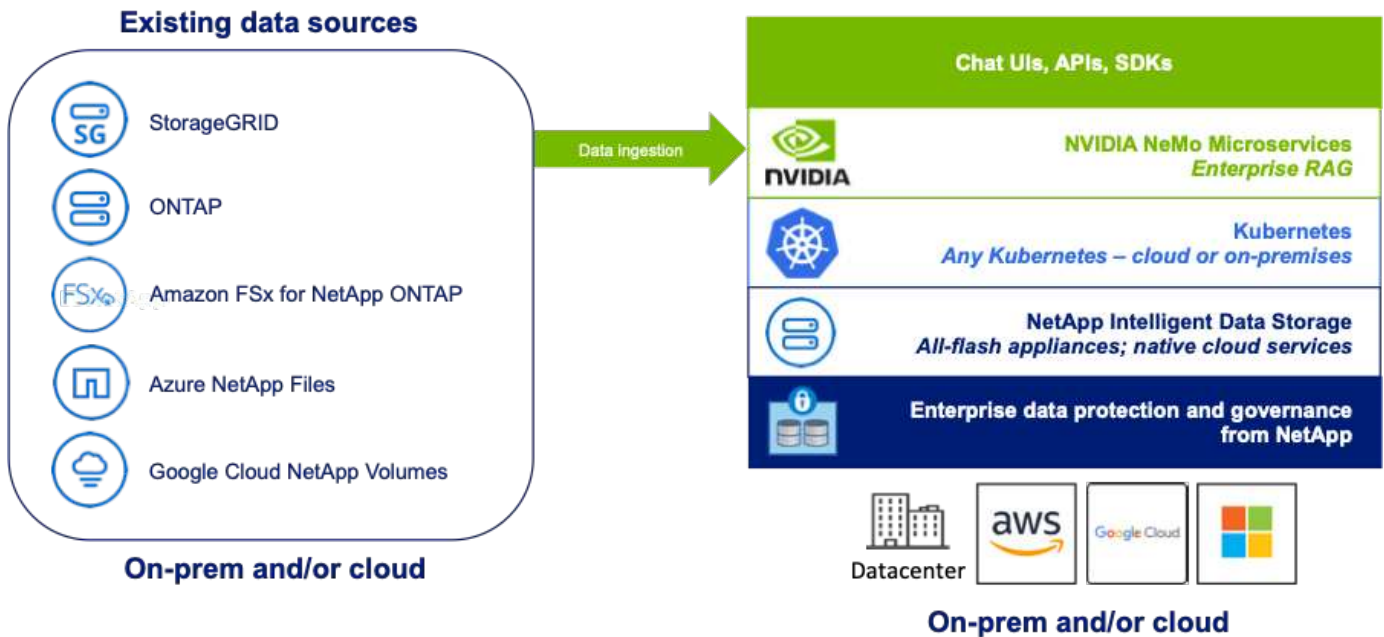 Existing data sources
SG
StorageGRID
ONTAP
FSx
Amazon FSx for NetApp ONTAP
Azure NetApp Files
Google Cloud NetApp Volumes
On-prem and/or cloud
Data ingestion
Chat UIs, APIs, SDKs
NVIDIA
NVIDIA NeMo Microservices
Enterprise RAG
Kubernetes
Any Kubernetes – cloud or on-premises
NetApp Intelligent Data Storage
All-flash appliances; native cloud services
Enterprise data protection and governance
from NetApp
Datacenter
aws
Google Cloud
On-prem and/or cloud